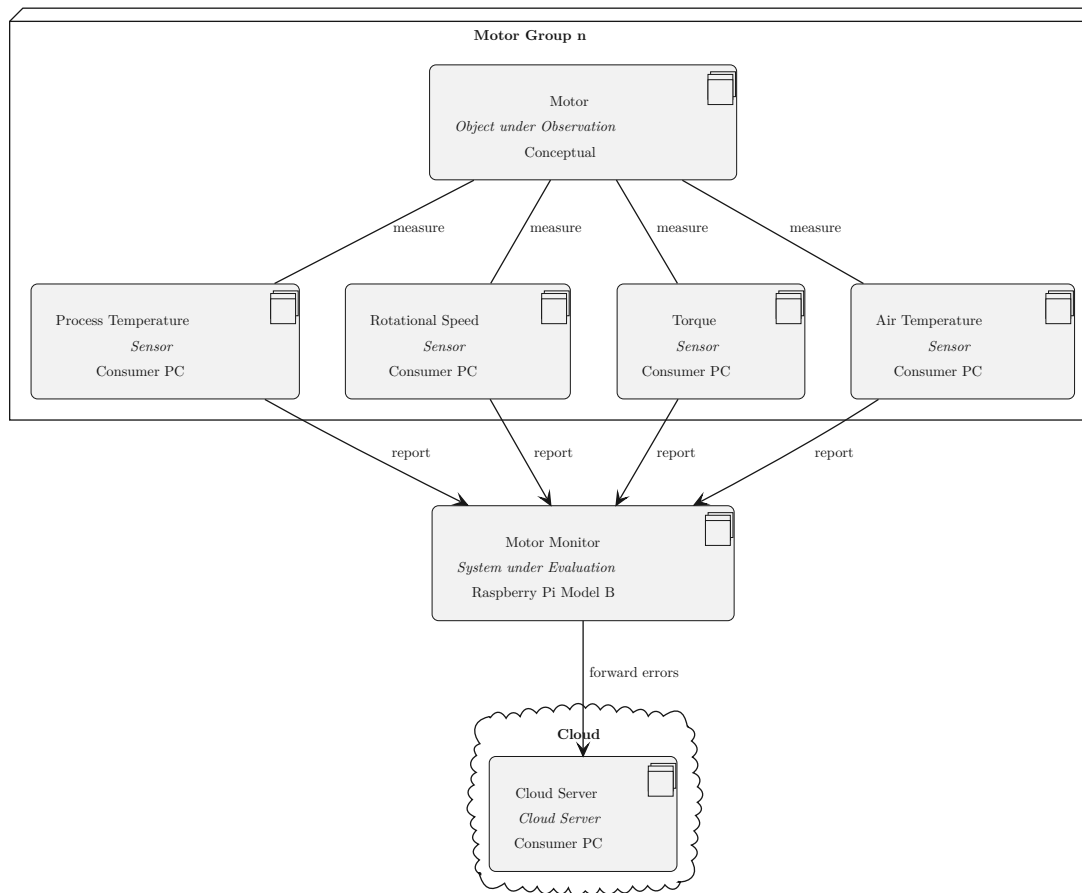 Motor Group n
Motor
Object under Observation
Conceptual
measure
measure
measure
measure
Process Temperature
Sensor
Consumer PC
Rotational Speed
Sensor
Consumer PC
Torque
Sensor
Consumer PC
Air Temperature
Sensor
Consumer PC
report
report
report
report
Motor Monitor
System under Evaluation
Raspberry Pi Model B
forward errors
Cloud
Cloud Server
Cloud Server
Consumer PC